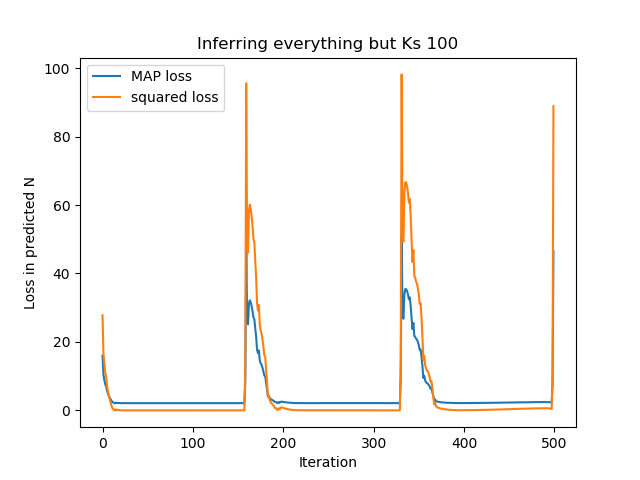 Inferring everything but Ks 100
MAP loss
squared loss
Loss in predicted N
100
80
60
40
20
0
0 100 200 300 400 500
Iteration